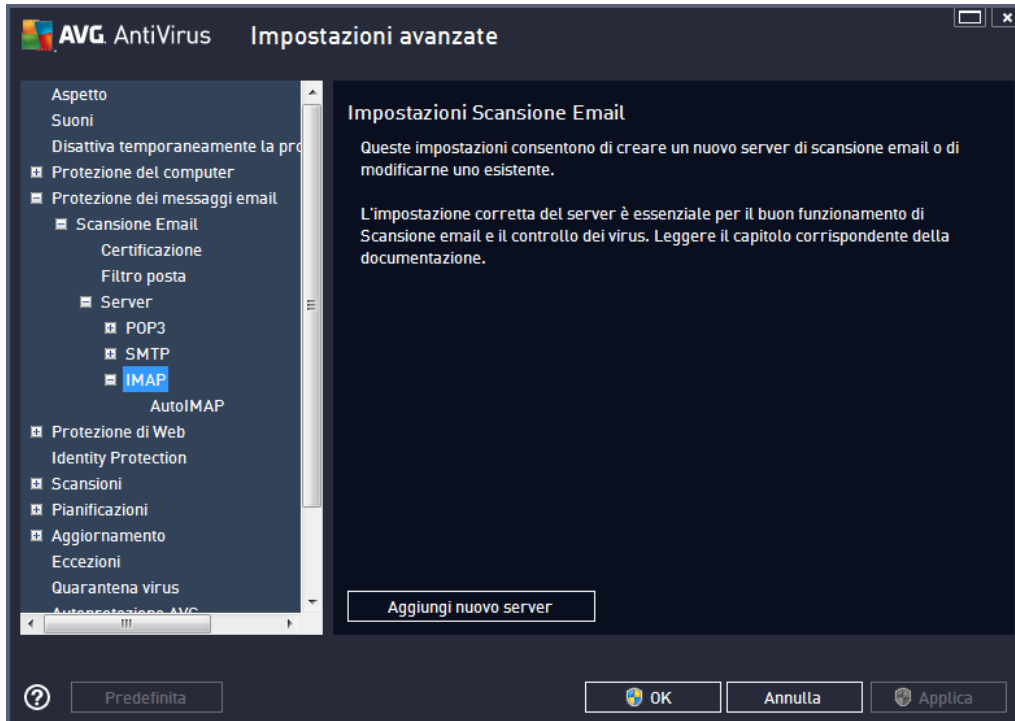 AVG. AntiVirus Impostazioni avanzate
Aspetto
Suoni
Disattiva temporaneamente la pro
Protezione del computer
Protezione dei messaggi email
Scansione Email
Certificazione
Filtro posta
Server
POP3
SMTP
IMAP
AutoIMAP
Protezione di Web
Identity Protection
Scansioni
Pianificazioni
Aggiornamento
Eccezioni
Quarantena virus
Autoprotezione AVG
Impostazioni Scansione Email
Queste impostazioni consentono di creare un nuovo server di scansione email o di
modificarne uno esistente.
L'impostazione corretta del server è essenziale per il buon funzionamento di
Scansione email e il controllo dei virus. Leggere il capitolo corrispondente della
documentazione.
Aggiungi nuovo server
Predefinita
OK
Annulla
Applica